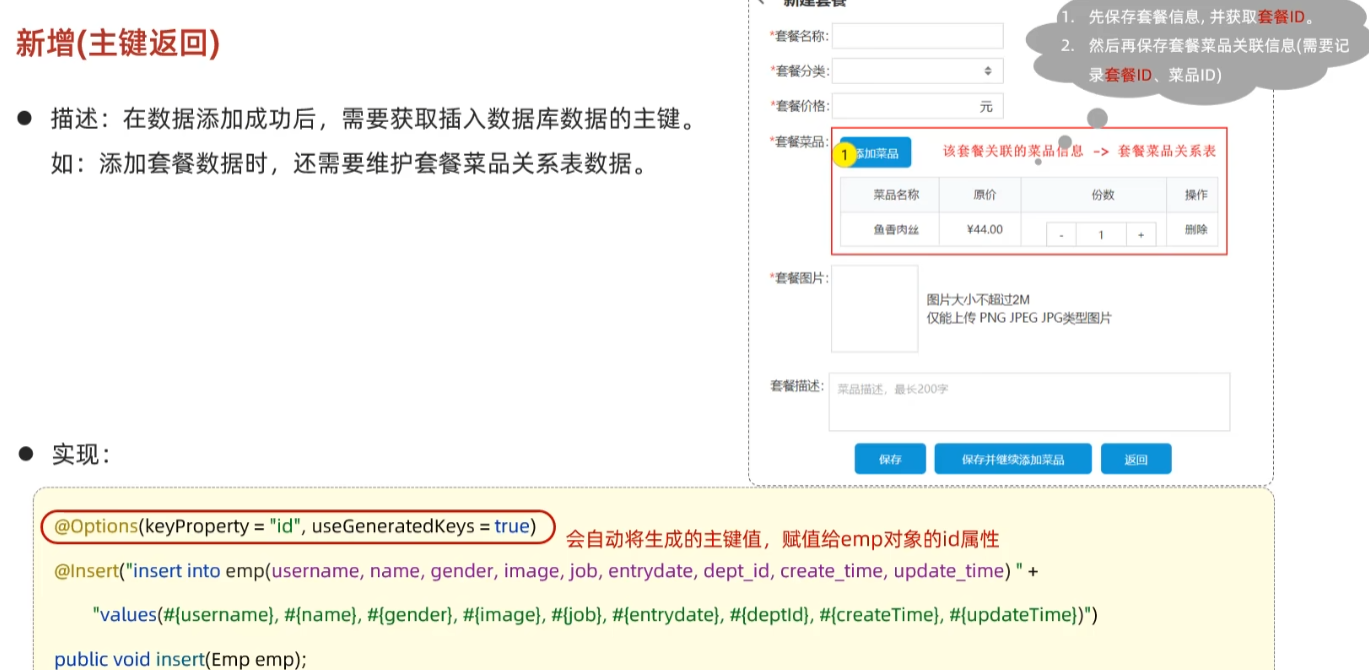 新增(主键返回)
● 描述：在数据添加成功后，需要获取插入数据库数据的主键。
如：添加套餐数据时，还需要维护套餐菜品关系表数据。
新建套餐
*套餐名称:
*套餐分类:
*套餐价格:
元
*套餐菜品:
1
添加菜品
该套餐关联的菜品信息 -> 套餐菜品关系表
菜品名称 原价 份数 操作
鱼香肉丝 ¥44.00 - 1 + 删除
*套餐图片:
图片大小不超过2M
仅能上传 PNG JPEG JPG类型图片
套餐描述:
菜品描述，最长200字
保存 保存并继续添加菜品 返回
1. 先保存套餐信息, 并获取套餐ID。
2. 然后再保存套餐菜品关联信息(需要记
录套餐ID、菜品ID)
● 实现：
@Options(keyProperty = "id", useGeneratedKeys = true)
会自动将生成的主键值，赋值给emp对象的id属性
@Insert("insert into emp(username, name, gender, image, job, entrydate, dept_id, create_time, update_time) " +
"values(#{username}, #{name}, #{gender}, #{image}, #{job}, #{entrydate}, #{deptId}, #{createTime}, #{updateTime})")
public void insert(Emp emp);